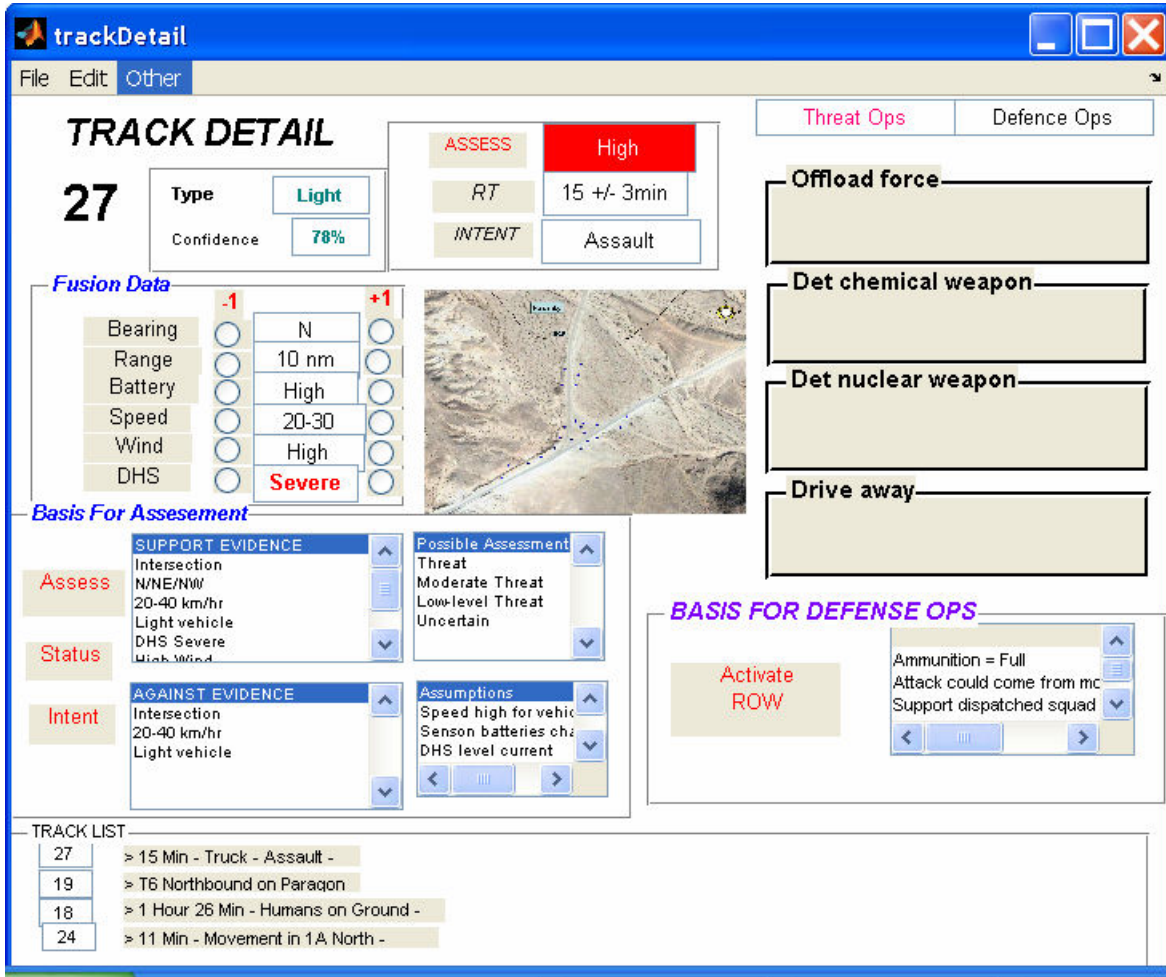 trackDetail
File Edit Other
TRACK DETAIL
27
Type Light
Confidence 78%
ASSESS High
RT 15 +/- 3min
INTENT Assault
Threat Ops Defence Ops
Offload force
Det chemical weapon
Det nuclear weapon
Drive away
Fusion Data
-1 +1
Bearing N
Range 10 nm
Battery High
Speed 20-30
Wind High
DHS Severe
Basis For Assesement
Assess
Status
Intent
SUPPORT EVIDENCE
Intersection
N/NE/NW
20-40 km/hr
Light vehicle
DHS Severe
High Wind
Possible Assessment
Threat
Moderate Threat
Low-level Threat
Uncertain
AGAINST EVIDENCE
Intersection
20-40 km/hr
Light vehicle
Assumptions
Speed high for vehic
Senson batteries cha
DHS level current
BASIS FOR DEFENSE OPS
Activate
ROW
Ammunition = Full
Attack could come from mo
Support dispatched squad
TRACK LIST
27 > 15 Min - Truck - Assault -
19 > T6 Northbound on Paragon
18 > 1 Hour 26 Min - Humans on Ground -
24 > 11 Min - Movement in 1A North -